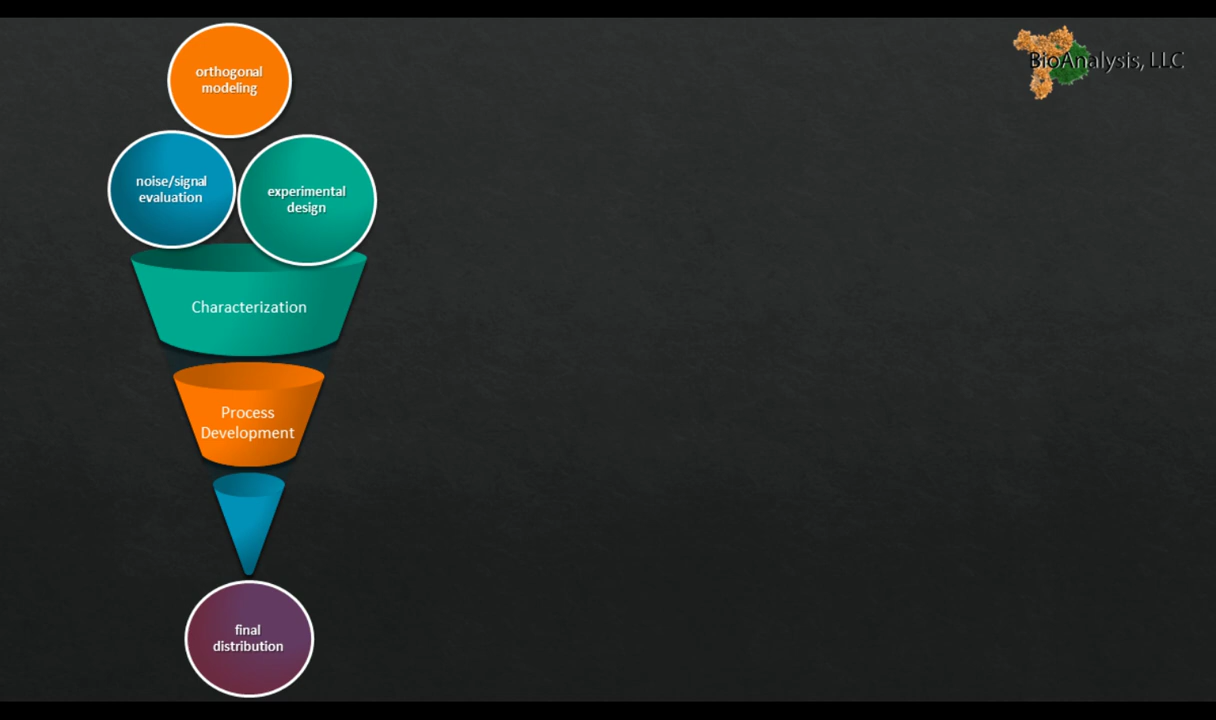 orthogonal
modeling
BioAnalysis, LLC
noise/signal
evaluation
experimental
design
Characterization
Process
Development
final
distribution